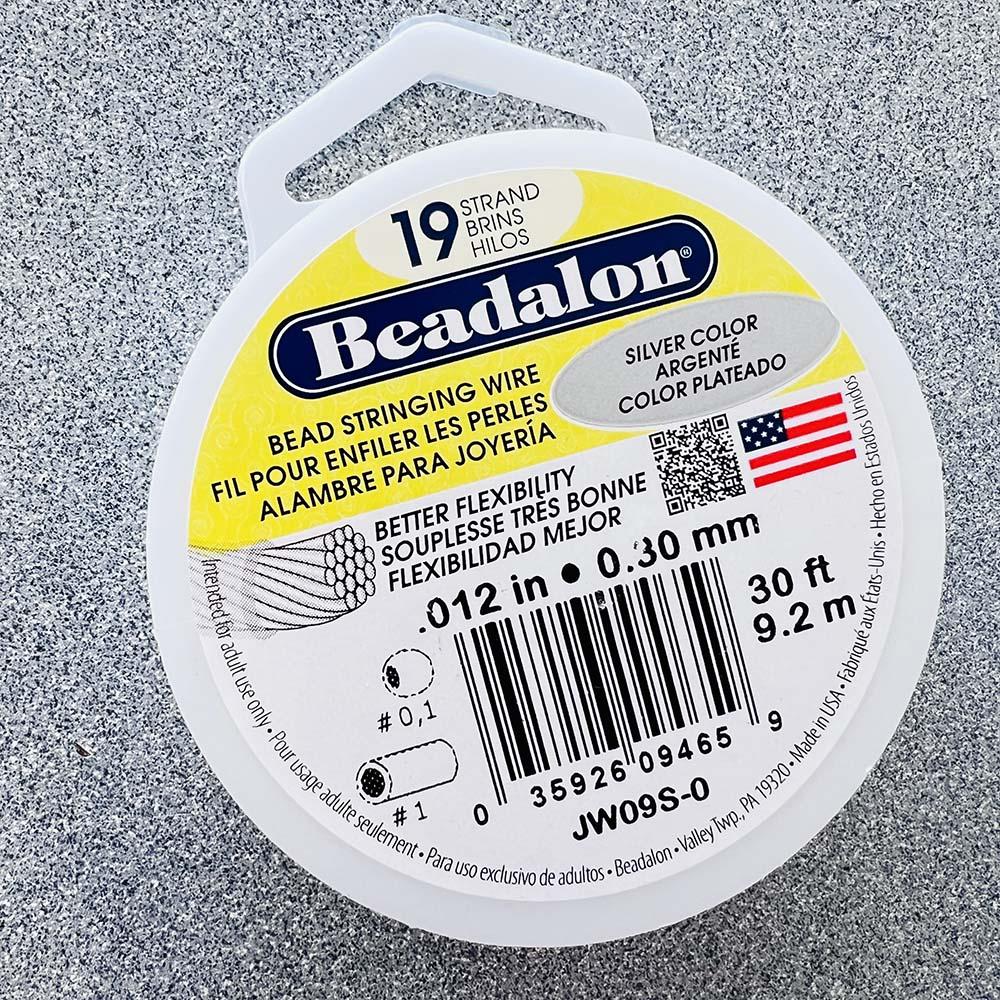 19 STRAND
BRINS
HILOS
Beadalon®
SILVER COLOR
ARGENTÉ
COLOR PLATEADO
BEAD STRINGING WIRE
FIL POUR ENFILER LES PERLES
ALAMBRE PARA JOYERÍA
BETTER FLEXIBILITY
SOUPLESSE TRÈS BONNE
FLEXIBILIDAD MEJOR
.012 in • 0.30 mm
30 ft
9.2 m
# 0,1
# 1
0 35926 09465 9
JW09S-0
Intended for adult use only • Pour usage adulte seulement • Para uso exclusivo de adultos • Beadalon • Valley Twp., PA 19320 • Made in USA • Fabriqué aux États-Unis • Hecho en Estados Unidos